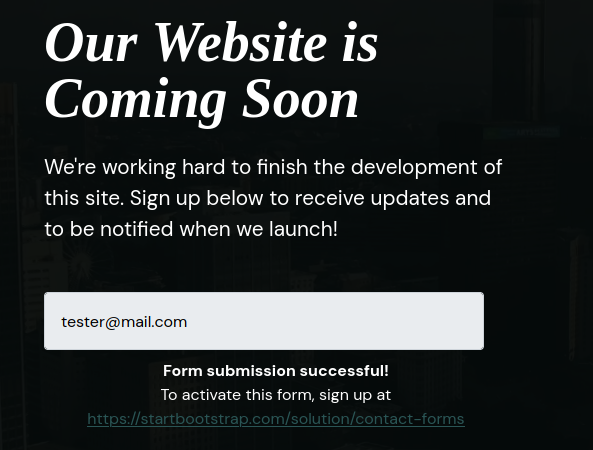 Our Website is
Coming Soon
We're working hard to finish the development of
this site. Sign up below to receive updates and
to be notified when we launch!
tester@mail.com
Form submission successful!
To activate this form, sign up at
https://startbootstrap.com/solution/contact-forms